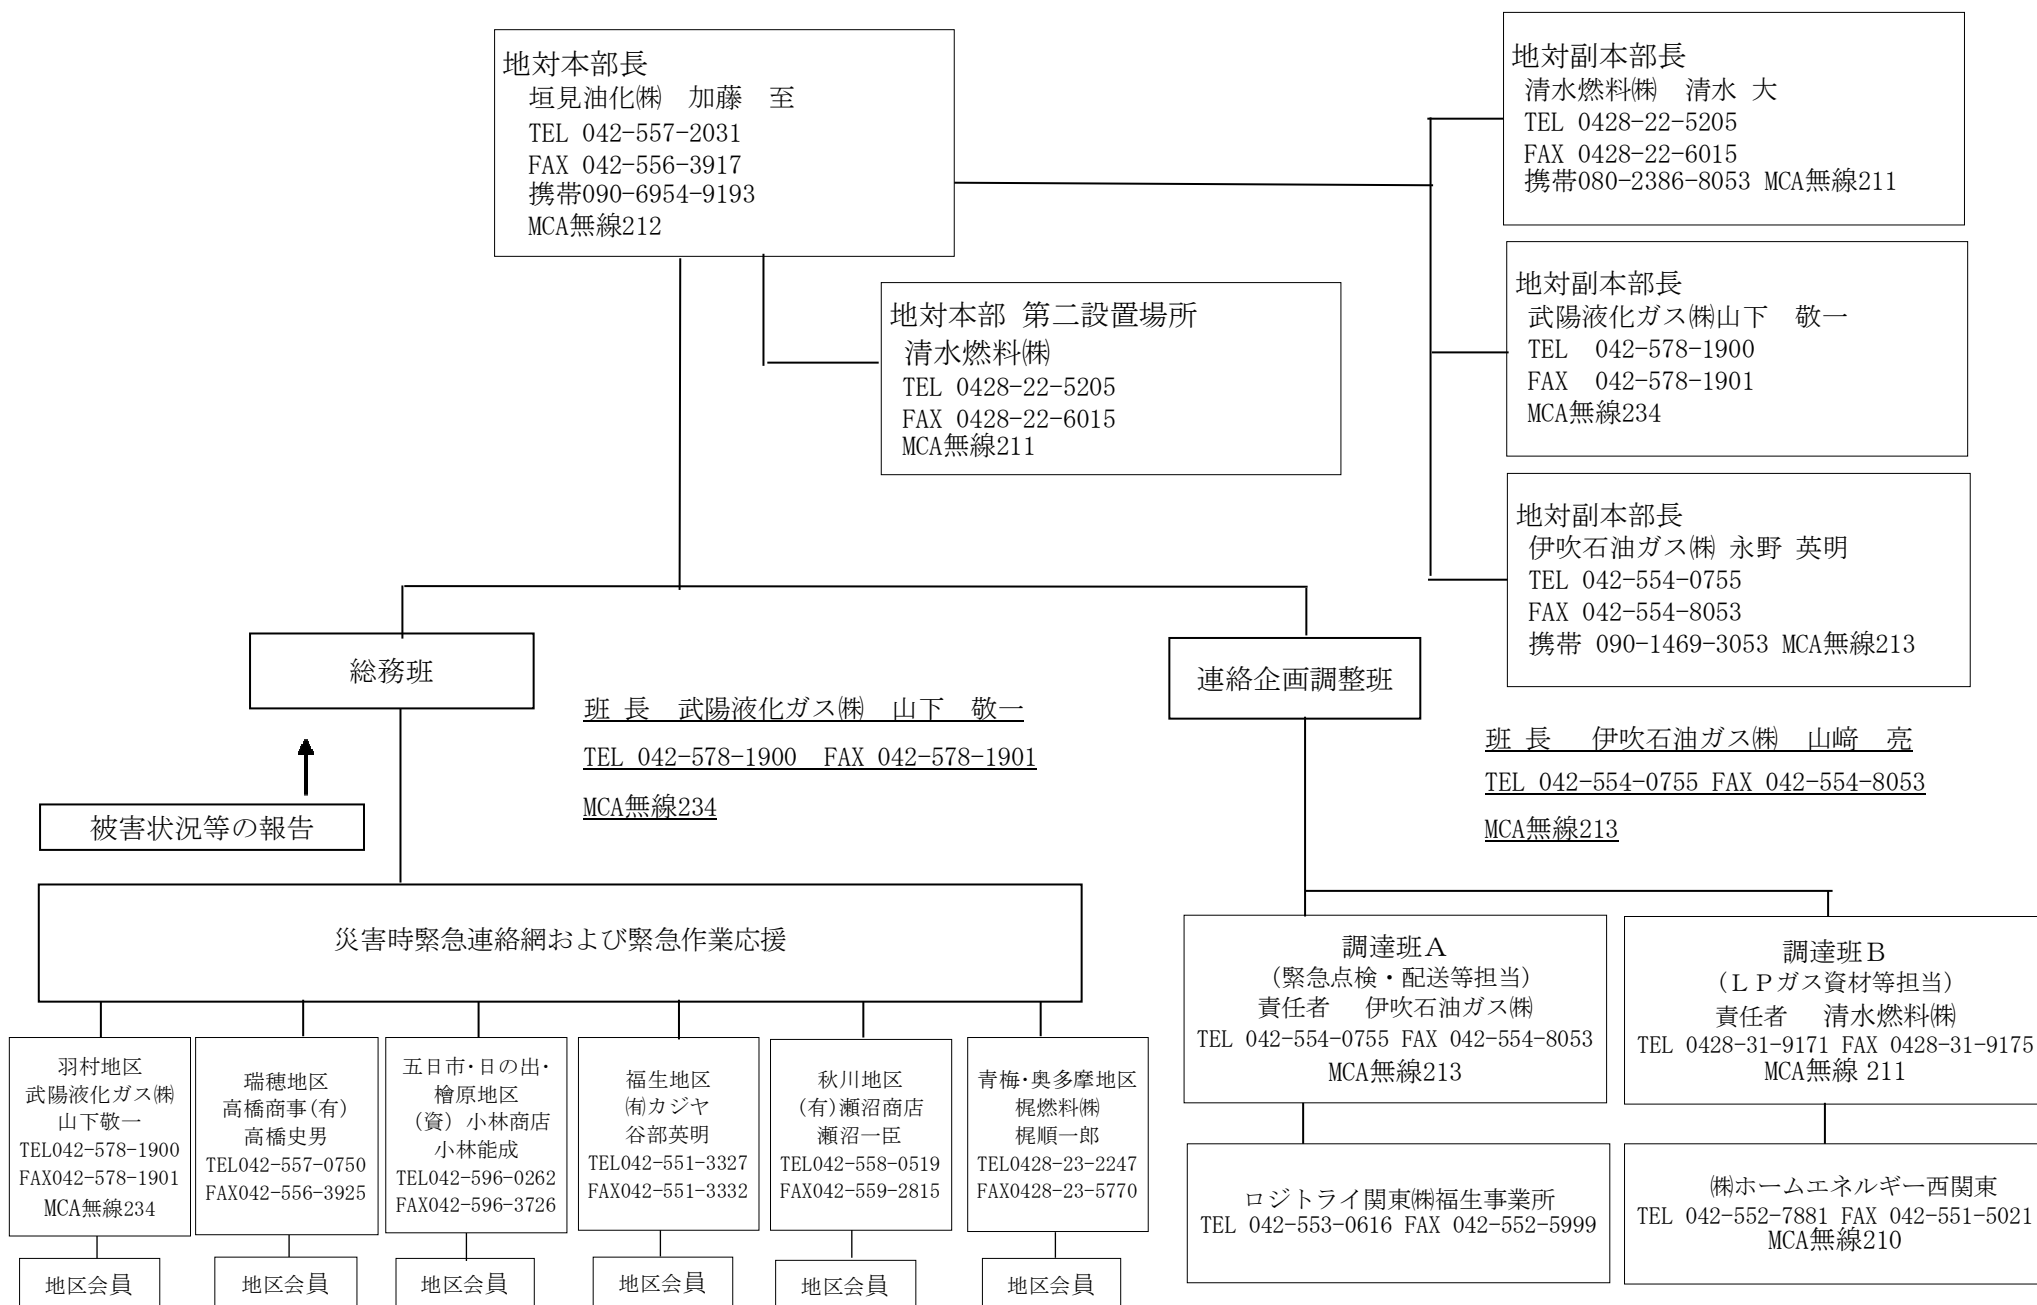 地対本部長
垣見油化㈱　加藤　至
TEL 042-557-2031
FAX 042-556-3917
携帯090-6954-9193
MCA無線212
地対副本部長
清水燃料㈱　清水 大
TEL 0428-22-5205
FAX 0428-22-6015
携帯080-2386-8053 MCA無線211
地対本部 第二設置場所
清水燃料㈱
TEL 0428-22-5205
FAX 0428-22-6015
MCA無線211
地対副本部長
武陽液化ガス㈱山下　敬一
TEL　042-578-1900
FAX　042-578-1901
MCA無線234
地対副本部長
伊吹石油ガス㈱ 永野 英明
TEL 042-554-0755
FAX 042-554-8053
携帯 090-1469-3053 MCA無線213
総務班
班 長　武陽液化ガス㈱　山下　敬一
TEL 042-578-1900　FAX 042-578-1901
MCA無線234
連絡企画調整班
班 長　 伊吹石油ガス㈱　山﨑　亮
TEL 042-554-0755 FAX 042-554-8053
MCA無線213
被害状況等の報告
災害時緊急連絡網および緊急作業応援
羽村地区
武陽液化ガス㈱
山下敬一
TEL042-578-1900
FAX042-578-1901
MCA無線234
地区会員
瑞穂地区
高橋商事(有)
高橋史男
TEL042-557-0750
FAX042-556-3925
地区会員
五日市・日の出・
檜原地区
（資）小林商店
小林能成
TEL042-596-0262
FAX042-596-3726
地区会員
福生地区
㈲カジヤ
谷部英明
TEL042-551-3327
FAX042-551-3332
地区会員
秋川地区
(有)瀬沼商店
瀬沼一臣
TEL042-558-0519
FAX042-559-2815
地区会員
青梅・奥多摩地区
梶燃料㈱
梶順一郎
TEL0428-23-2247
FAX0428-23-5770
地区会員
調達班Ａ
（緊急点検・配送等担当）
責任者　 伊吹石油ガス㈱
TEL 042-554-0755 FAX 042-554-8053
MCA無線213
ロジトライ関東㈱福生事業所
TEL 042-553-0616 FAX 042-552-5999
調達班Ｂ
（ＬＰガス資材等担当）
責任者　 清水燃料㈱
TEL 0428-31-9171 FAX 0428-31-9175
MCA無線 211
㈱ホームエネルギー西関東
TEL 042-552-7881 FAX 042-551-5021
MCA無線210